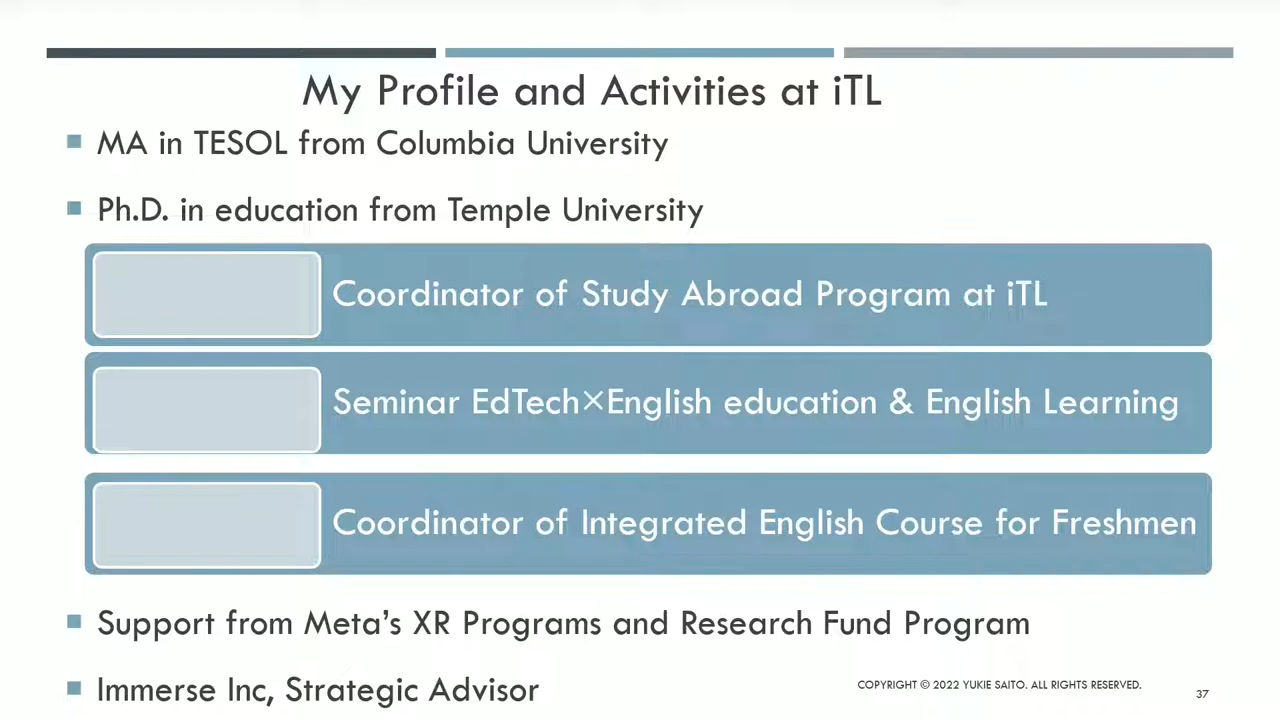 My Profile and Activities at iTL
MA in TESOL from Columbia University
Ph.D. in education from Temple University
Coordinator of Study Abroad Program at iTL
Seminar EdTech×English education & English Learning
Coordinator of Integrated English Course for Freshmen
Support from Meta's XR Programs and Research Fund Program
Immerse Inc, Strategic Advisor
COPYRIGHT © 2022 YUKIE SAITO. ALL RIGHTS RESERVED.
37